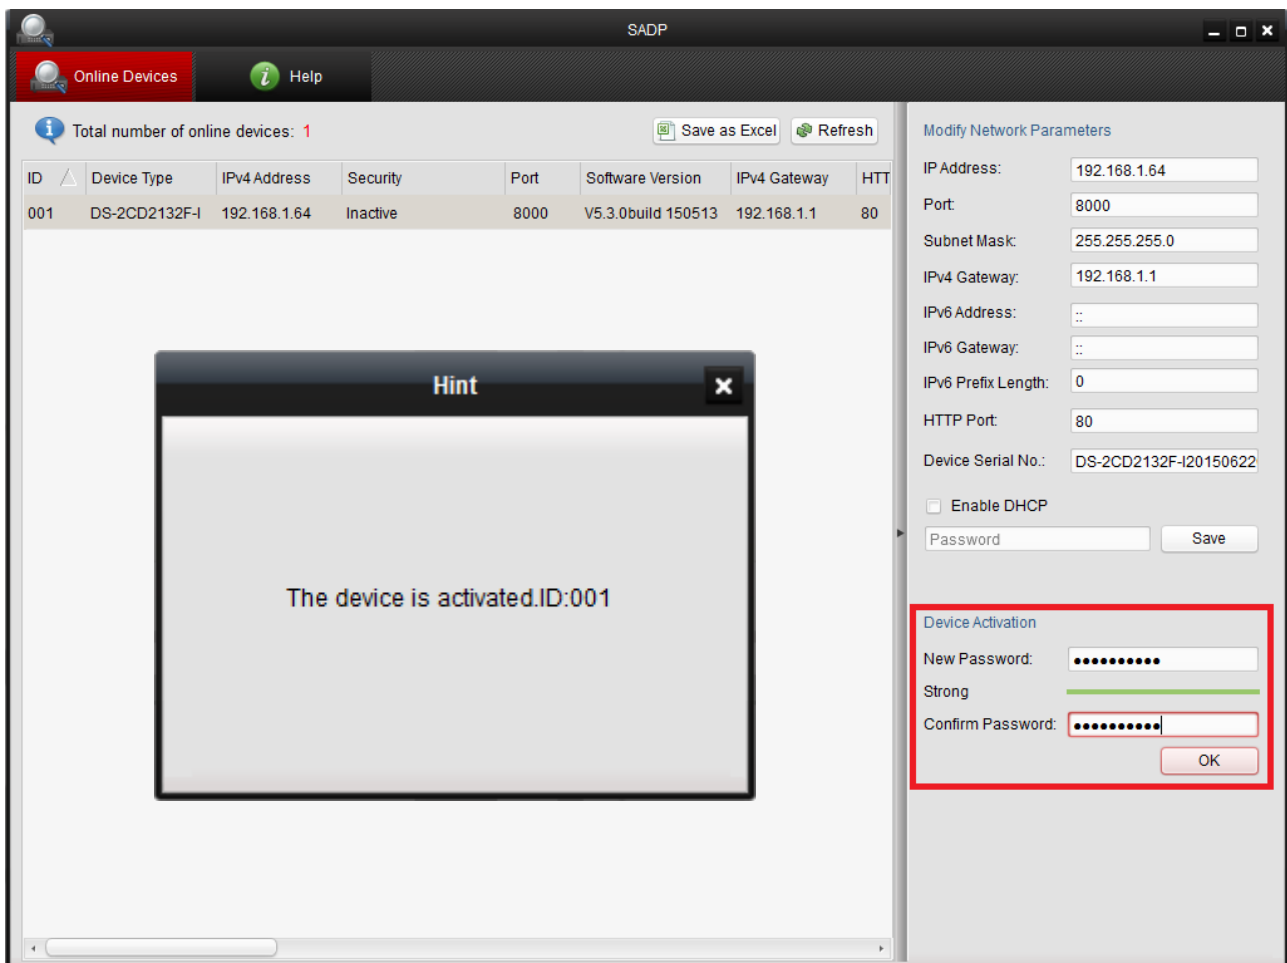 SADP
Online Devices Help
Total number of online devices: 1 Save as Excel Refresh
ID Device Type IPv4 Address Security Port Software Version IPv4 Gateway HTT
001 DS-2CD2132F-I 192.168.1.64 Inactive 8000 V5.3.0build 150513 192.168.1.1 80
Hint
The device is activated.ID:001
Modify Network Parameters
IP Address: 192.168.1.64
Port: 8000
Subnet Mask: 255.255.255.0
IPv4 Gateway: 192.168.1.1
IPv6 Address: ::
IPv6 Gateway: ::
IPv6 Prefix Length: 0
HTTP Port: 80
Device Serial No.: DS-2CD2132F-I20150622
Enable DHCP
Password Save
Device Activation
New Password: ●●●●●●●●●●
Strong
Confirm Password: ●●●●●●●●●●
OK